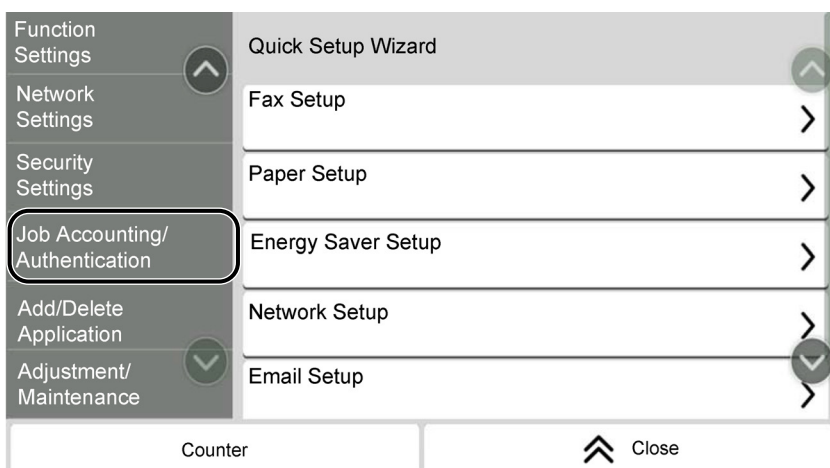 Function
Settings
Network
Settings
Security
Settings
Job Accounting/
Authentication
Add/Delete
Application
Adjustment/
Maintenance
Quick Setup Wizard
Fax Setup
Paper Setup
Energy Saver Setup
Network Setup
Email Setup
Counter
Close